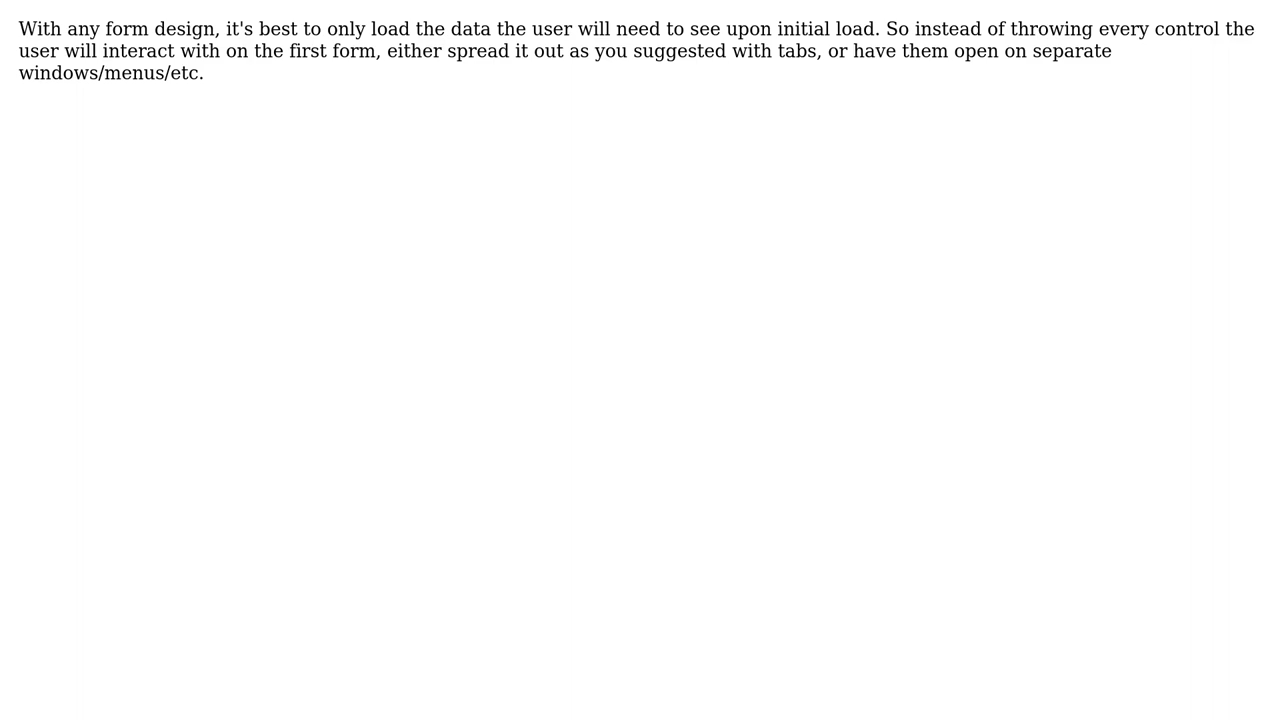 With any form design, it's best to only load the data the user will need to see upon initial load. So instead of throwing every control the
user will interact with on the first form, either spread it out as you suggested with tabs, or have them open on separate
windows/menus/etc.